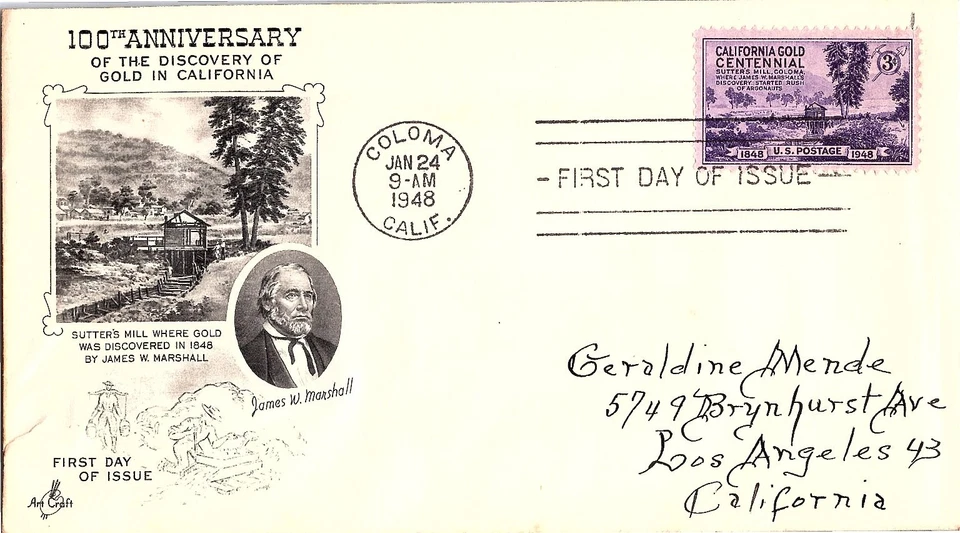 100TH ANNIVERSARY
OF THE DISCOVERY OF
GOLD IN CALIFORNIA
SUTTER'S MILL WHERE GOLD
WAS DISCOVERED IN 1848
BY JAMES W. MARSHALL
James W. Marshall
FIRST DAY
OF ISSUE
Art Craft
COLOMA
JAN 24
9-AM
1948
CALIF.
CALIFORNIA GOLD
CENTENNIAL
SUTTER'S MILL, COLOMA,
WHERE JAMES W. MARSHALL'S
DISCOVERY STARTED RUSH
OF ARGONAUTS
3¢
1848 U.S. POSTAGE 1948
- FIRST DAY OF ISSUE -
Geraldine Mende
5749 Brynhurst Ave
Los Angeles 43
California